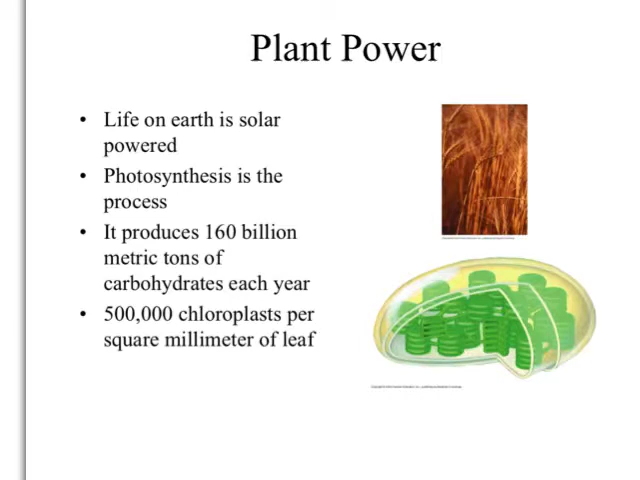 Plant Power
• Life on earth is solar
powered
• Photosynthesis is the
process
• It produces 160 billion
metric tons of
carbohydrates each year
• 500,000 chloroplasts per
square millimeter of leaf